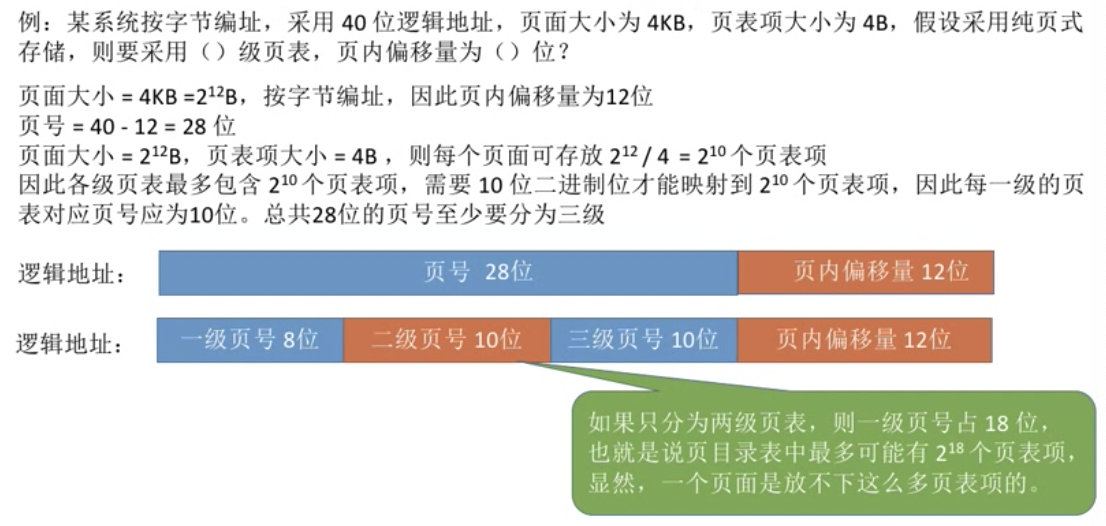 例：某系统按字节编址，采用 40 位逻辑地址，页面大小为 4KB，页表项大小为 4B，假设采用纯页式
存储，则要采用（）级页表，页内偏移量为（）位？
页面大小 = 4KB =2¹²B，按字节编址，因此页内偏移量为12位
页号 = 40 - 12 = 28 位
页面大小 = 2¹²B，页表项大小 = 4B ，则每个页面可存放 2¹² / 4 = 2¹⁰ 个页表项
因此各级页表最多包含 2¹⁰ 个页表项，需要 10 位二进制位才能映射到 2¹⁰ 个页表项，因此每一级的页
表对应页号应为10位。总共28位的页号至少要分为三级
逻辑地址： 页号 28位 页内偏移量 12位
逻辑地址： 一级页号 8位 二级页号 10位 三级页号 10位 页内偏移量 12位
如果只分为两级页表，则一级页号占 18 位，
也就是说页目录表中最多可能有 2¹⁸ 个页表项，
显然，一个页面是放不下这么多页表项的。